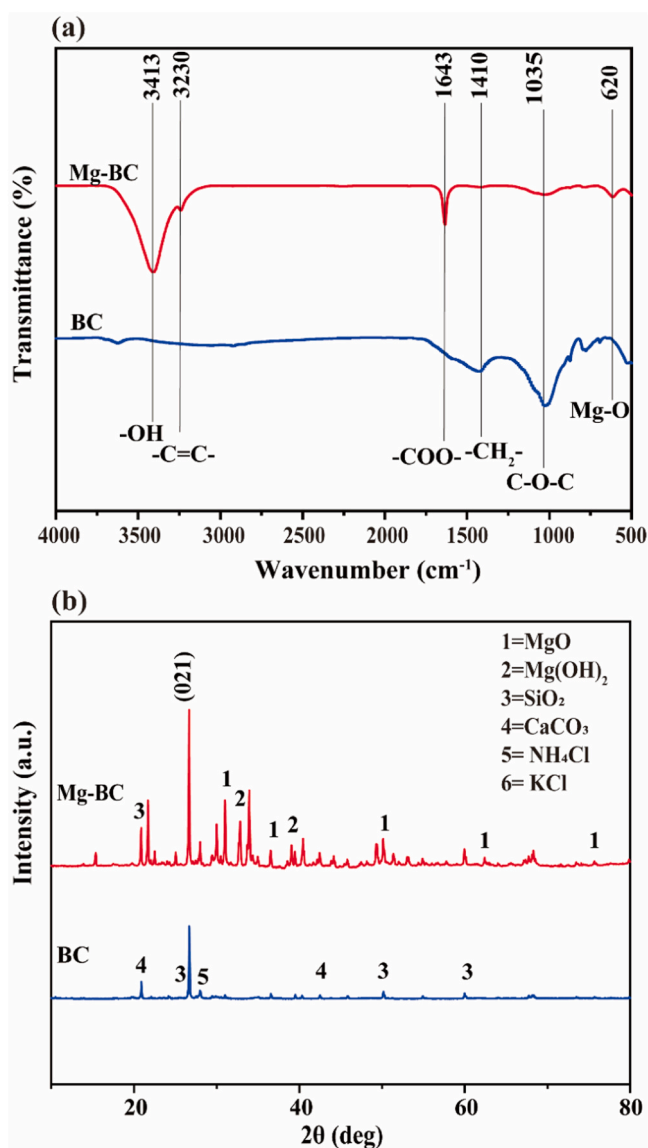 (a)
3413
3230
1643
1410
1035
620
Mg-BC
BC
-OH
-C=C-
-COO-
-CH₂-
C-O-C
Mg-O
Transmittance (%)
4000 3500 3000 2500 2000 1500 1000 500
Wavenumber (cm⁻¹)
(b)
(021)
1=MgO
2=Mg(OH)₂
3=SiO₂
4=CaCO₃
5= NH₄Cl
6= KCl
Mg-BC
3 1 2 1 2 1 1 1
BC
4 3 5 4 3 3
Intensity (a.u.)
20 40 60 80
2θ (deg)